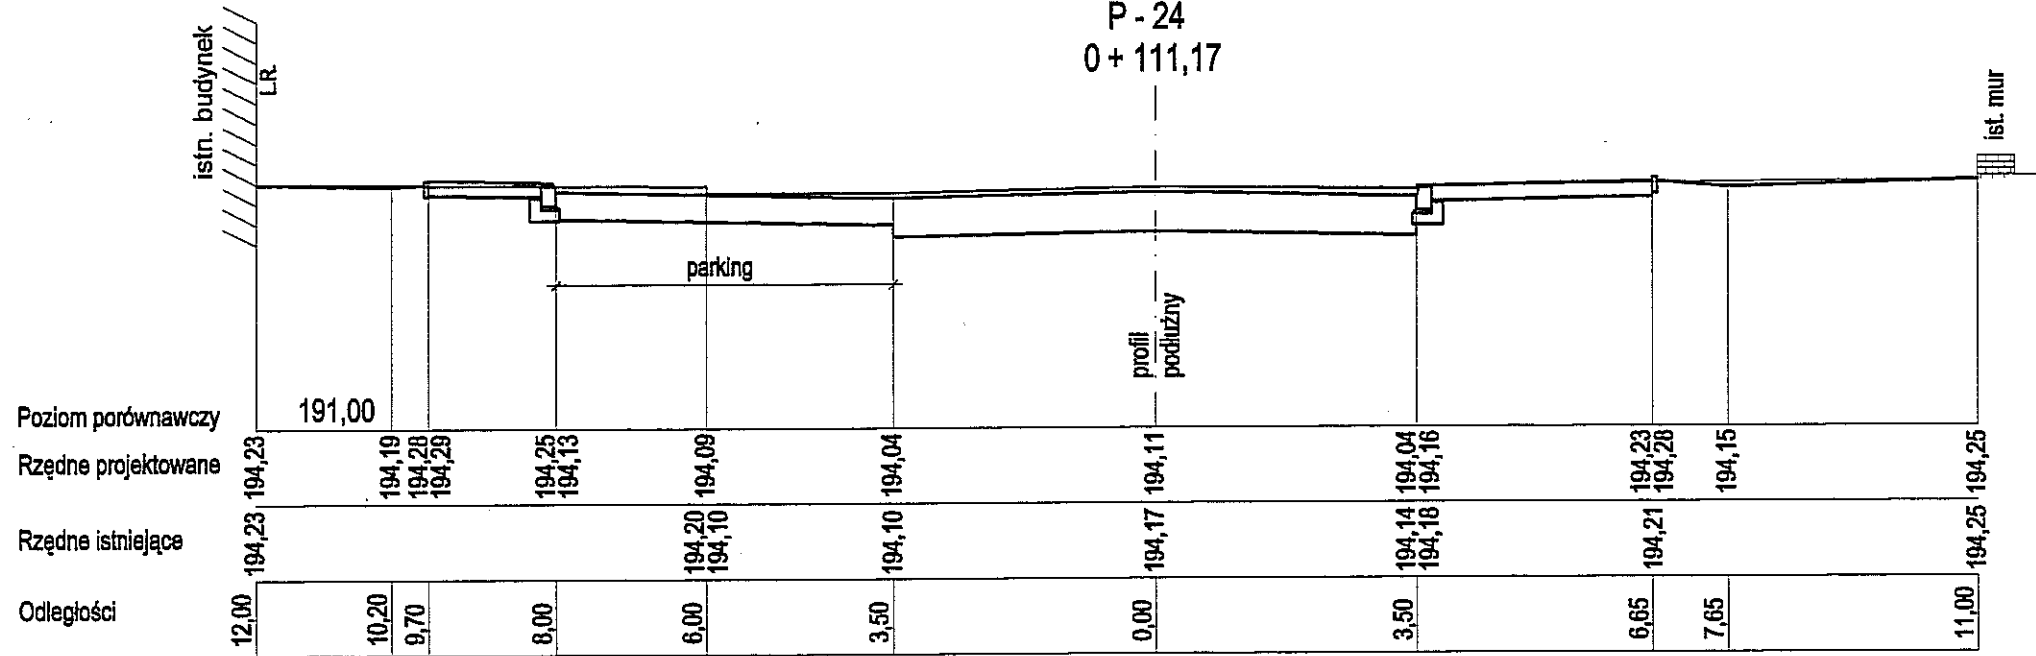 P - 24
0 + 111,17
istn. budynek
L.R.
ist. mur
parking
profil
podłużny
Poziom porównawczy 191,00
Rzędne projektowane 194,23 194,19 194,28 194,29 194,25 194,13 194,09 194,04 194,11 194,04 194,16 194,23 194,28 194,15 194,25
Rzędne istniejące 194,23 194,20 194,10 194,10 194,17 194,14 194,18 194,21 194,25
Odległości 12,00 10,20 9,70 8,00 6,00 3,50 0,00 3,50 6,65 7,65 11,00